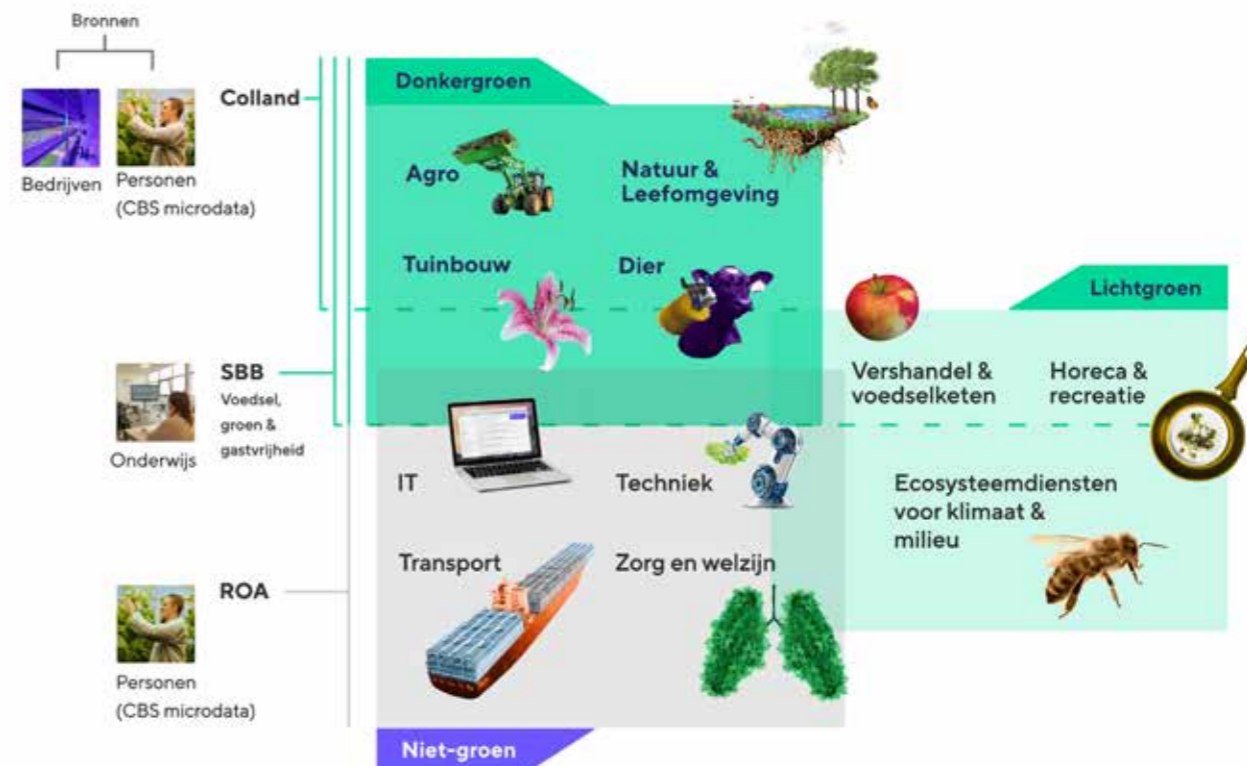 Bronnen
Bedrijven
Personen
(CBS microdata)
Colland
Donkergroen
Agro
Natuur &
Leefomgeving
Tuinbouw
Dier
Lichtgroen
SBB
Voedsel,
groen &
gastvrijheid
Onderwijs
Vershandel &
voedselketen
Horeca &
recreatie
IT
Techniek
Ecosysteemdiensten
voor klimaat &
milieu
Transport
Zorg en welzijn
ROA
Personen
(CBS microdata)
Niet-groen